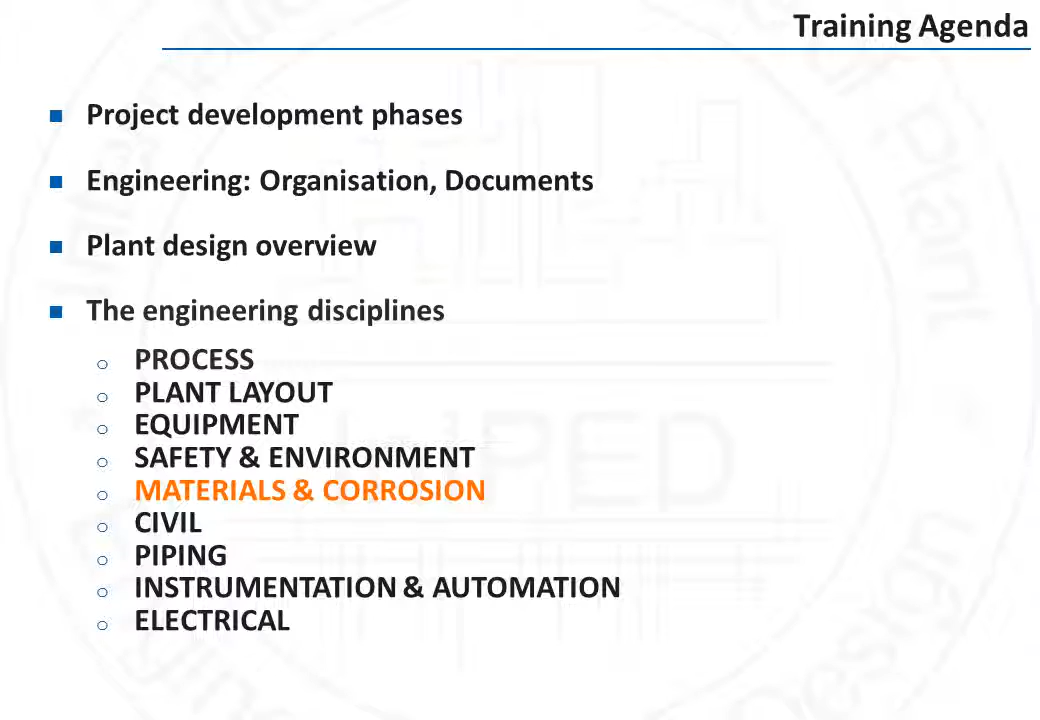 Training Agenda
Project development phases
Engineering: Organisation, Documents
Plant design overview
The engineering disciplines
PROCESS
PLANT LAYOUT
EQUIPMENT
SAFETY & ENVIRONMENT
MATERIALS & CORROSION
CIVIL
PIPING
INSTRUMENTATION & AUTOMATION
ELECTRICAL